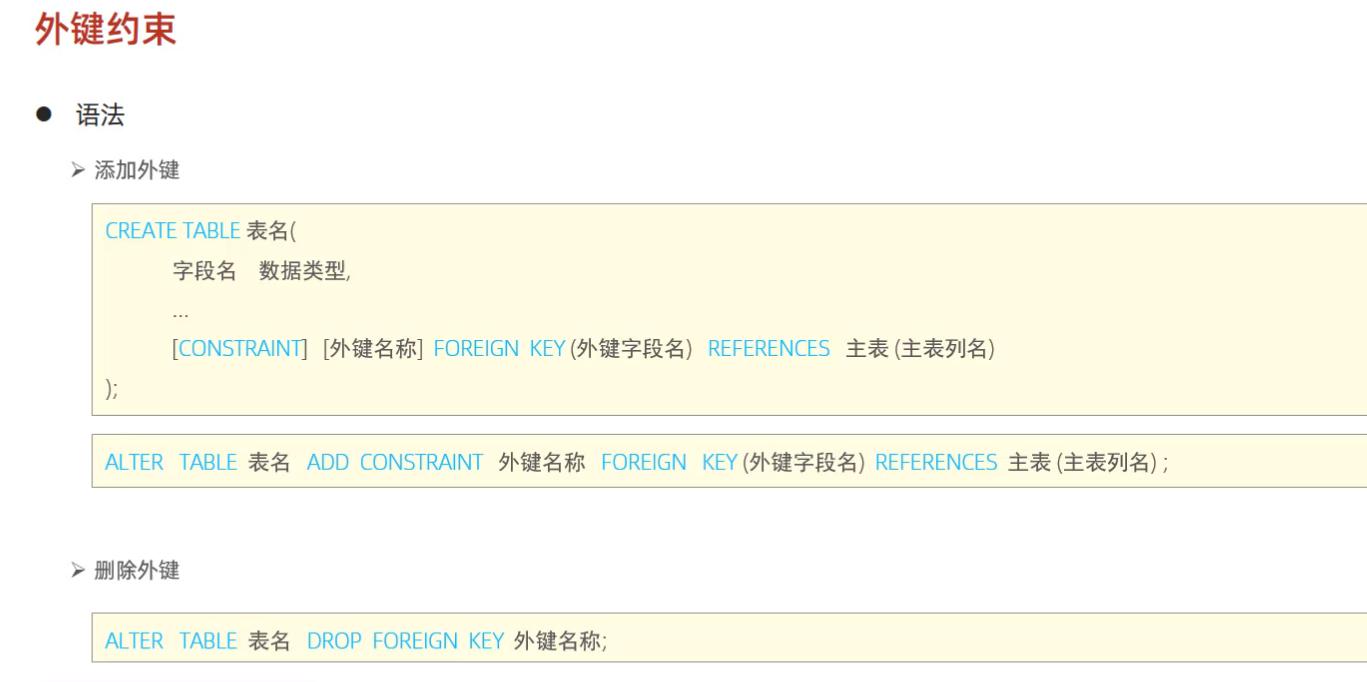 外键约束
● 语法
➢ 添加外键
CREATE TABLE 表名(
字段名 数据类型,
...
[CONSTRAINT] [外键名称] FOREIGN KEY (外键字段名) REFERENCES 主表 (主表列名)
);
ALTER TABLE 表名 ADD CONSTRAINT 外键名称 FOREIGN KEY (外键字段名) REFERENCES 主表 (主表列名) ;
➢ 删除外键
ALTER TABLE 表名 DROP FOREIGN KEY 外键名称;